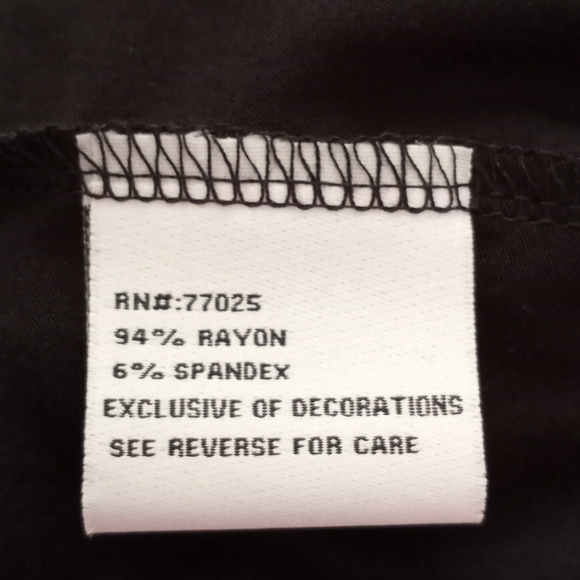 RN#:77025
94% RAYON
6% SPANDEX
EXCLUSIVE OF DECORATIONS
SEE REVERSE FOR CARE